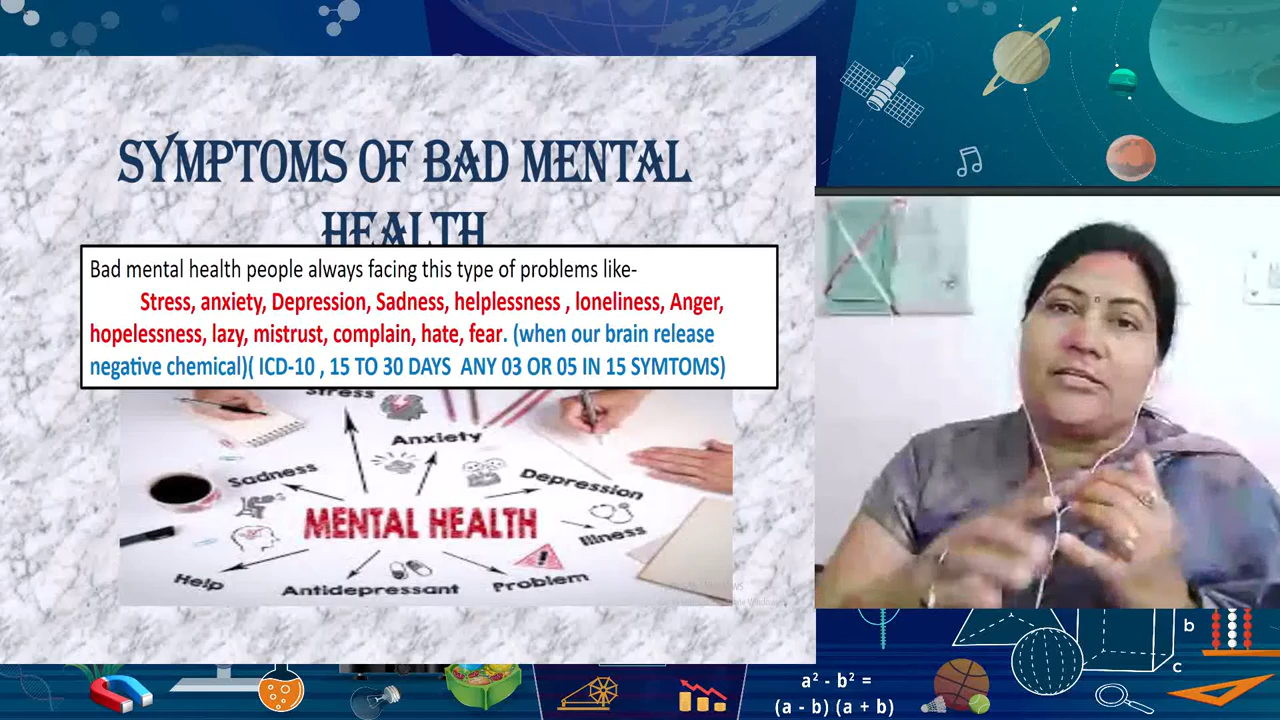 SYMPTOMS OF BAD MENTAL
HEALTH
Bad mental health people always facing this type of problems like-
Stress, anxiety, Depression, Sadness, helplessness , loneliness, Anger,
hopelessness, lazy, mistrust, complain, hate, fear. (when our brain release
negative chemical)( ICD-10 , 15 TO 30 DAYS ANY 03 OR 05 IN 15 SYMTOMS)
Stress
Anxiety
Sadness
Depression
MENTAL HEALTH
Illness
Help
Antidepressant
Problem
b
c
a² - b² =
(a - b) (a + b)